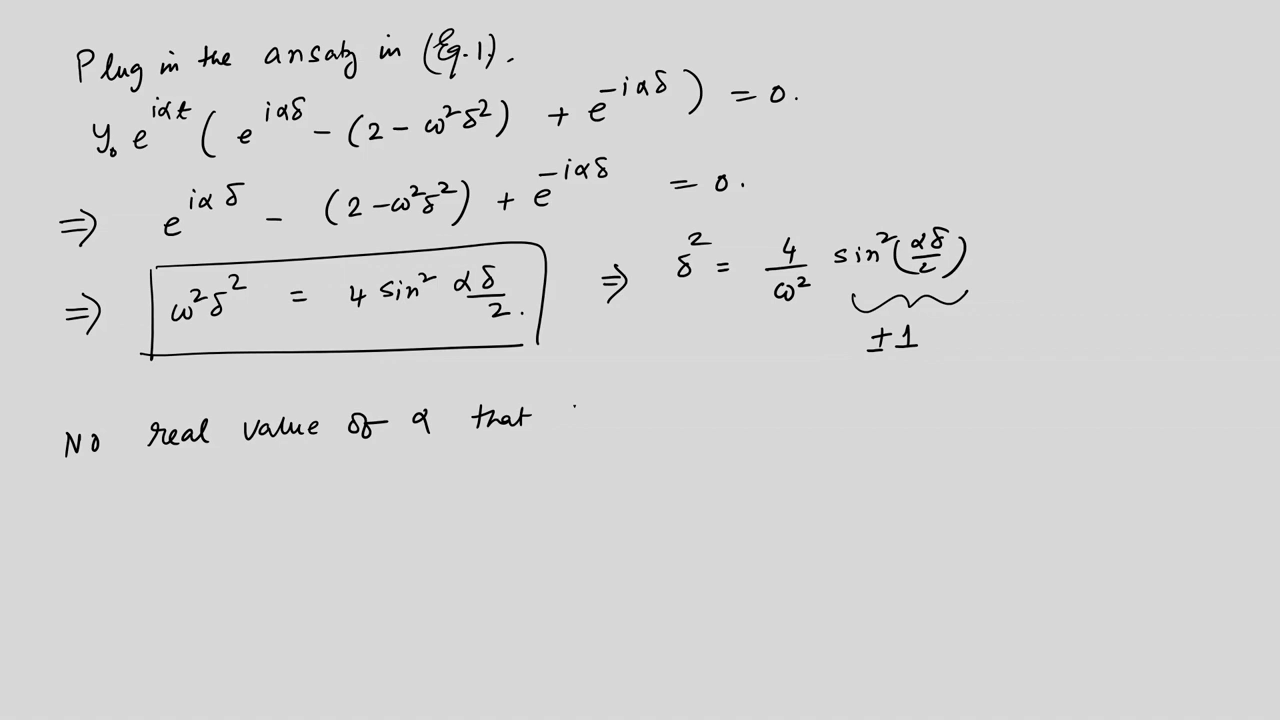 Plug in the ansatz in (Eq.1).
y₀ e^{iαt} ( e^{iαδ} − (2 − ω²δ²) + e^{−iαδ} ) = 0.
⇒ e^{iαδ} − (2 − ω²δ²) + e^{−iαδ} = 0.
⇒ ω²δ² = 4 sin² αδ/2. ⇒ δ² = 4/ω² sin²(αδ/2)
±1
No real value of α that